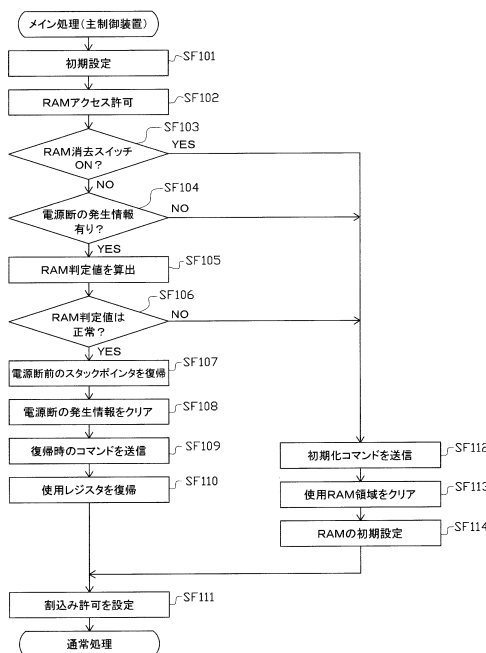 メイン処理(主制御装置)
初期設定
SF101
RAMアクセス許可
SF102
RAM消去スイッチ
ON?
SF103
YES
NO
電源断の発生情報
有り?
SF104
NO
YES
RAM判定値を算出
SF105
RAM判定値は
正常?
SF106
NO
YES
電源断前のスタックポインタを復帰
SF107
電源断の発生情報をクリア
SF108
復帰時のコマンドを送信
SF109
使用レジスタを復帰
SF110
初期化コマンドを送信
SF112
使用RAM領域をクリア
SF113
RAMの初期設定
SF114
割込み許可を設定
SF111
通常処理